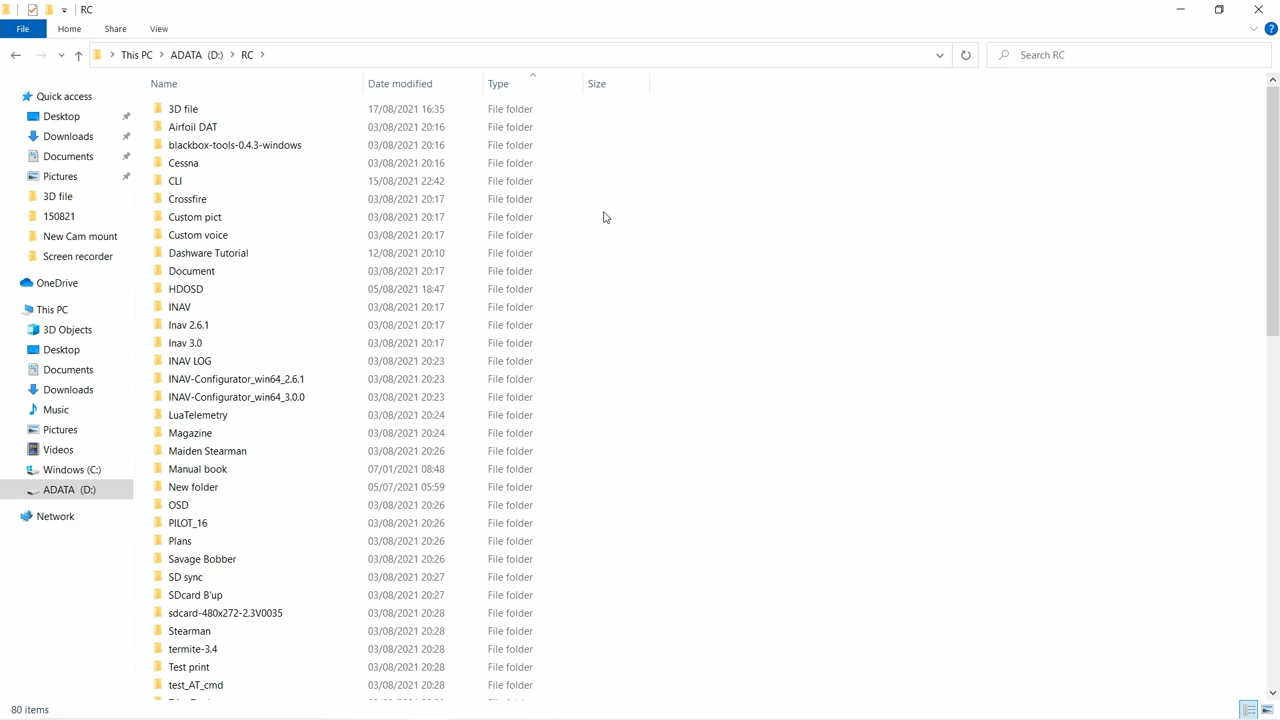 RC
File Home Share View
This PC ADATA (D:) RC Search RC
Name Date modified Type Size
Quick access
Desktop
Downloads
Documents
Pictures
3D file
150821
New Cam mount
Screen recorder
OneDrive
This PC
3D Objects
Desktop
Documents
Downloads
Music
Pictures
Videos
Windows (C:)
ADATA (D:)
Network
3D file 17/08/2021 16:35 File folder
Airfoil DAT 03/08/2021 20:16 File folder
blackbox-tools-0.4.3-windows 03/08/2021 20:16 File folder
Cessna 03/08/2021 20:16 File folder
CLI 15/08/2021 22:42 File folder
Crossfire 03/08/2021 20:17 File folder
Custom pict 03/08/2021 20:17 File folder
Custom voice 03/08/2021 20:17 File folder
Dashware Tutorial 12/08/2021 20:10 File folder
Document 03/08/2021 20:17 File folder
HDOSD 05/08/2021 18:47 File folder
INAV 03/08/2021 20:17 File folder
Inav 2.6.1 03/08/2021 20:17 File folder
Inav 3.0 03/08/2021 20:17 File folder
INAV LOG 03/08/2021 20:23 File folder
INAV-Configurator_win64_2.6.1 03/08/2021 20:23 File folder
INAV-Configurator_win64_3.0.0 03/08/2021 20:23 File folder
LuaTelemetry 03/08/2021 20:24 File folder
Magazine 03/08/2021 20:24 File folder
Maiden Stearman 03/08/2021 20:26 File folder
Manual book 07/01/2021 08:48 File folder
New folder 05/07/2021 05:59 File folder
OSD 03/08/2021 20:26 File folder
PILOT_16 03/08/2021 20:26 File folder
Plans 03/08/2021 20:26 File folder
Savage Bobber 03/08/2021 20:26 File folder
SD sync 03/08/2021 20:27 File folder
SDcard B'up 03/08/2021 20:27 File folder
sdcard-480x272-2.3V0035 03/08/2021 20:28 File folder
Stearman 03/08/2021 20:28 File folder
termite-3.4 03/08/2021 20:28 File folder
Test print 03/08/2021 20:28 File folder
test_AT_cmd 03/08/2021 20:28 File folder
80 items